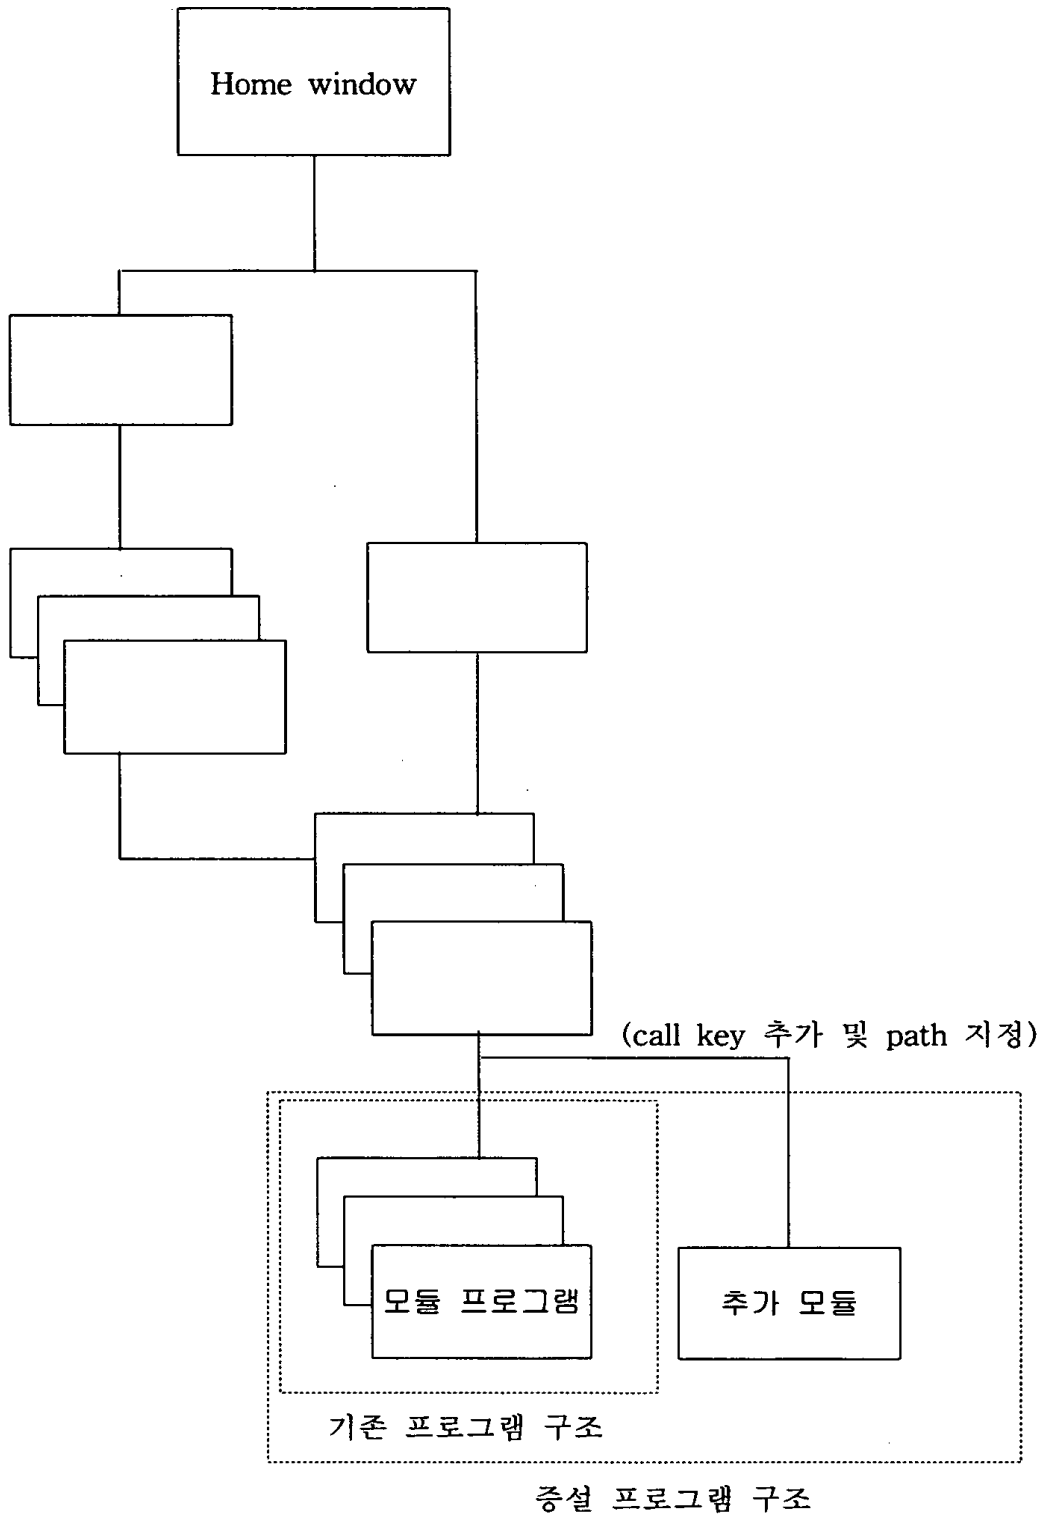 Home window
(call key 추가 및 path 지정)
모듈 프로그램
추가 모듈
기존 프로그램 구조
증설 프로그램 구조